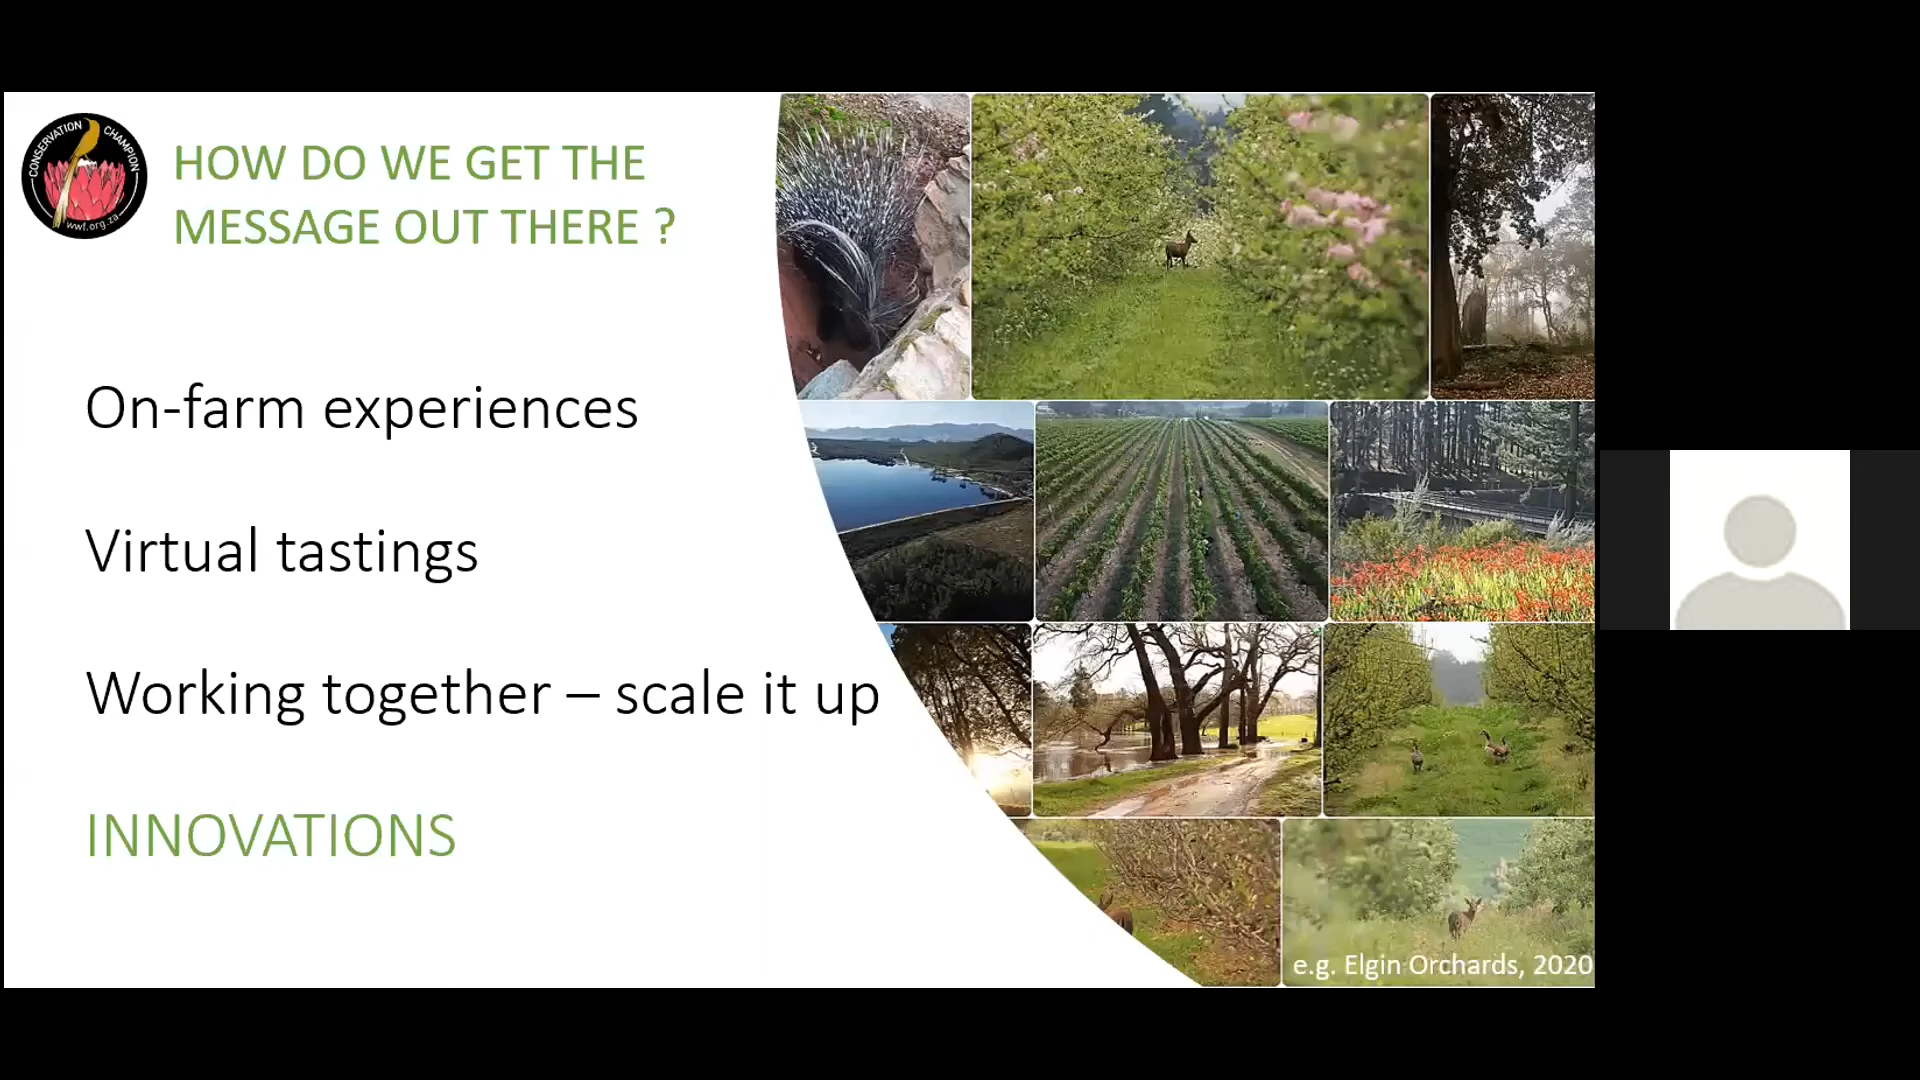 CONSERVATION CHAMPION
wwf.org.za
HOW DO WE GET THE
MESSAGE OUT THERE ?
On-farm experiences
Virtual tastings
Working together – scale it up
INNOVATIONS
e.g. Elgin Orchards, 2020